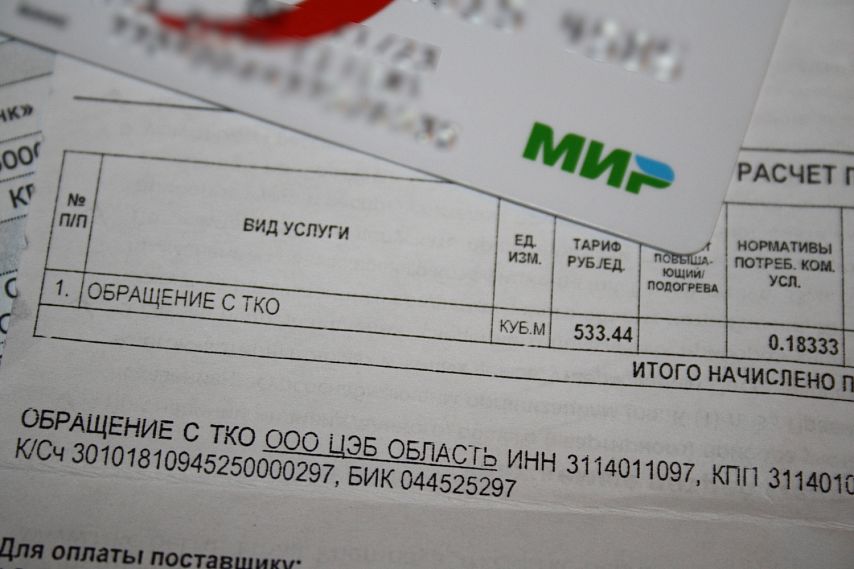 МИР
НК»
РАСЧЕТ П
№ П/П
ВИД УСЛУГИ
ЕД. ИЗМ.
ТАРИФ РУБ./ЕД.
ПОВЫША-
ЮЩИЙ/
ПОДОГРЕВА
НОРМАТИВЫ
ПОТРЕБ. КОМ.
УСЛ.
1. ОБРАЩЕНИЕ С ТКО КУБ.М 533.44 0.18333
ИТОГО НАЧИСЛЕНО П
ОБРАЩЕНИЕ С ТКО ООО ЦЭБ ОБЛАСТЬ ИНН 3114011097, КПП 3114010
К/Сч 30101810945250000297, БИК 044525297
Для оплаты поставщику: